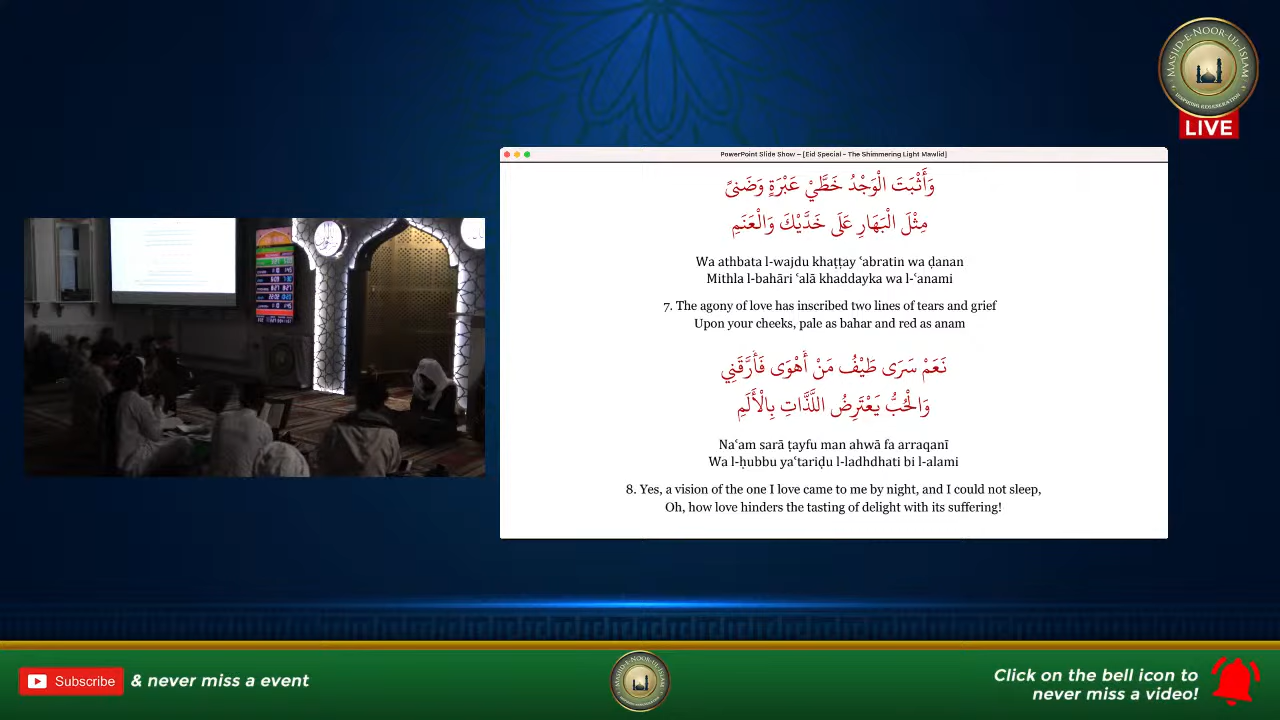 MASJID-E-NOOR-UL-ISLAM
LIVE
PowerPoint Slide Show – [Eid Special – The Shimmering Light Mawlid]
وَأَثْبَتَ الْوَجْدُ خَطَّيْ عَبْرَةٍ وَضَنىً
مِثْلَ الْبَهَارِ عَلَى خَدَّيْكَ وَالْعَنَمِ
Wa athbata l-wajdu khaṭṭay ʿabratin wa ḍanan
Mithla l-bahāri ʿalā khaddayka wa l-ʿanami
7. The agony of love has inscribed two lines of tears and grief
Upon your cheeks, pale as bahar and red as anam
نَعَمْ سَرَى طَيْفُ مَنْ أَهْوَى فَأَرَّقَنِي
وَالْحُبُّ يَعْتَرِضُ اللَّذَّاتِ بِالْأَلَمِ
Naʿam sarā ṭayfu man ahwā fa arraqanī
Wa l-ḥubbu yaʿtariḍu l-ladhdhati bi l-alami
8. Yes, a vision of the one I love came to me by night, and I could not sleep,
Oh, how love hinders the tasting of delight with its suffering!
Subscribe & never miss a event
Click on the bell icon to
never miss a video!